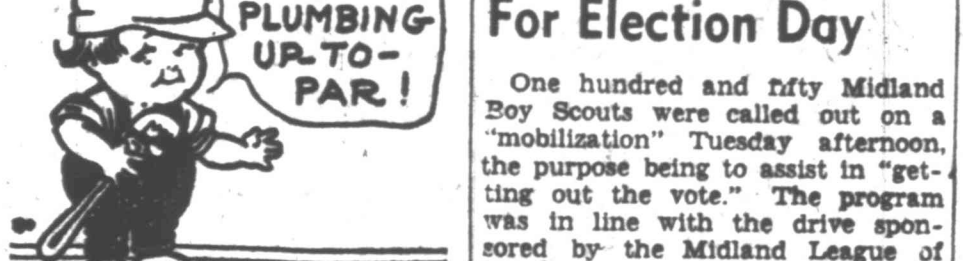 PLUMBING
UP-TO-
PAR!
For Election Day
One hundred and fifty Midland
Boy Scouts were called out on a
"mobilization" Tuesday afternoon,
the purpose being to assist in "get-
ting out the vote." The program
was in line with the drive spon-
sored by the Midland League of